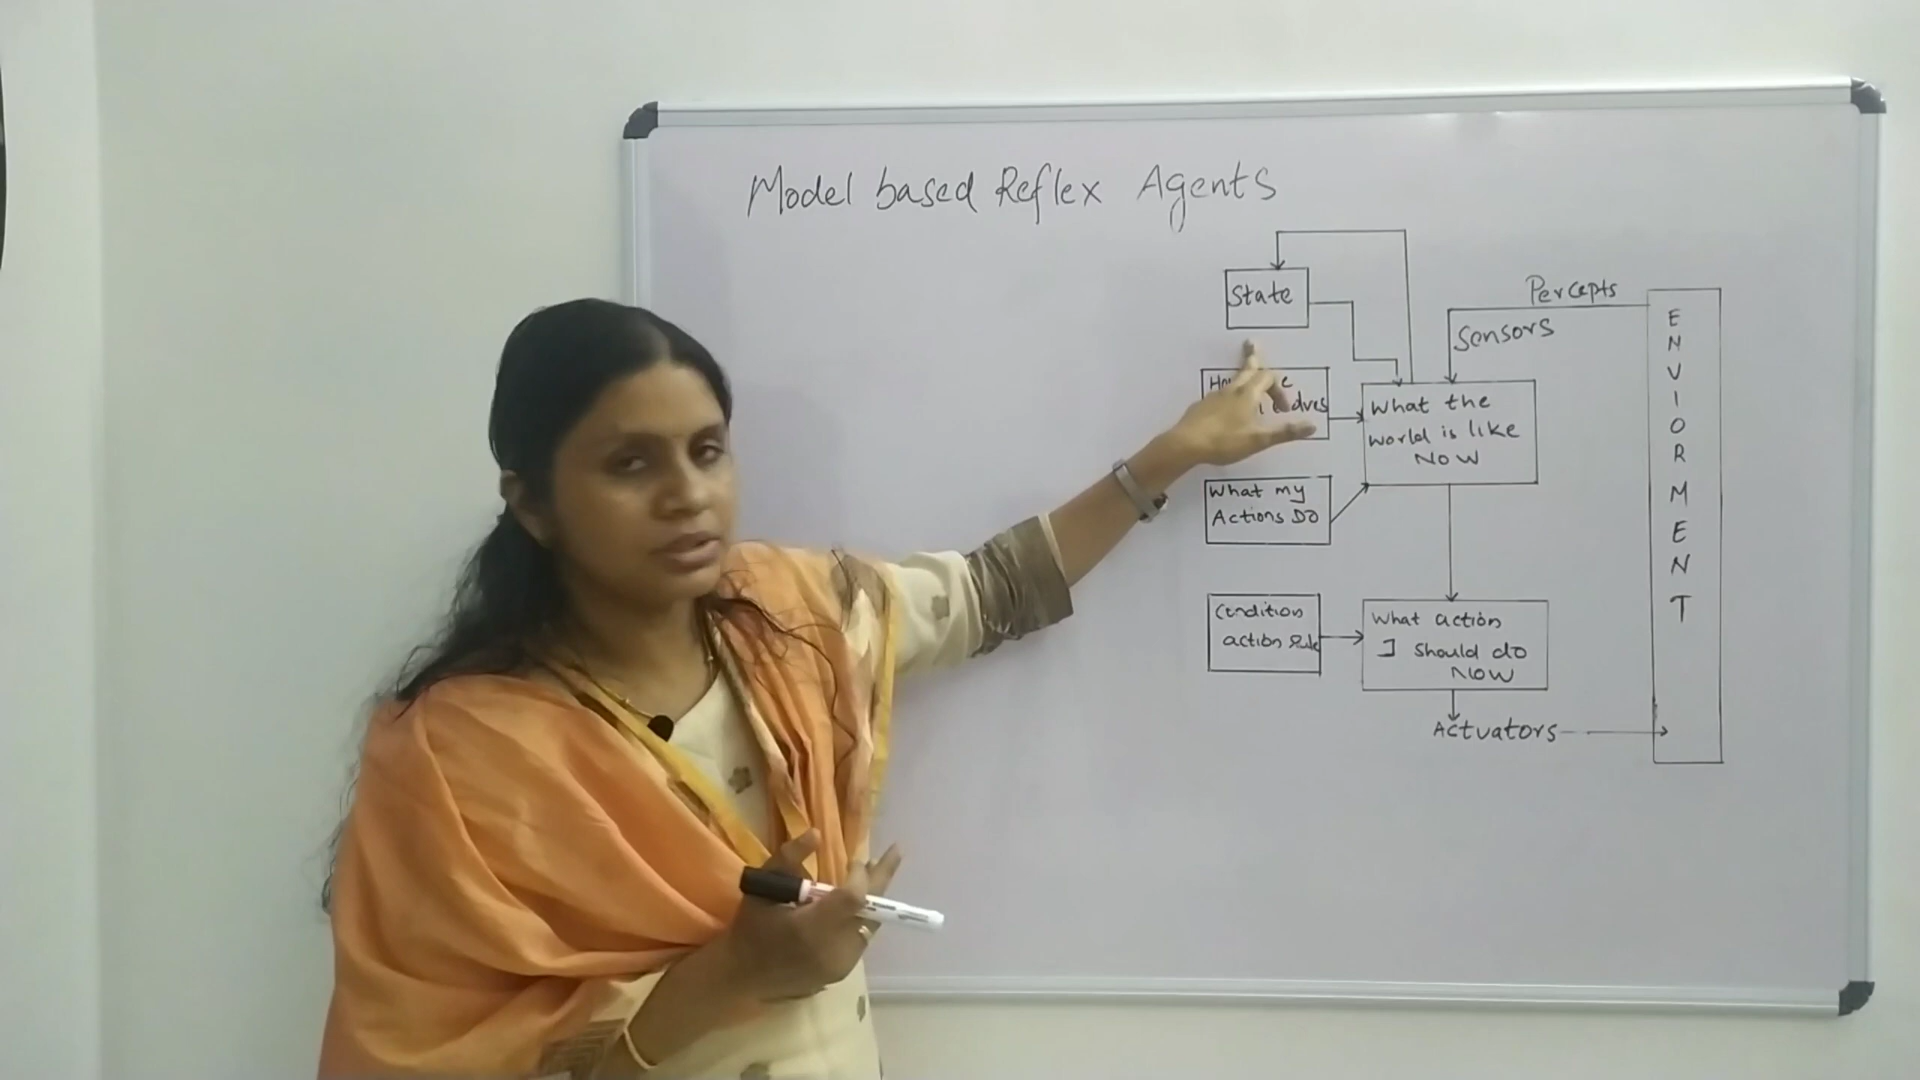 Model based Reflex Agents
State
Percepts
Sensors
What the
world is like
NOW
What my
Actions DO
Condition
action Rule
What action
I should do
NOW
Actuators
ENVIORMENT